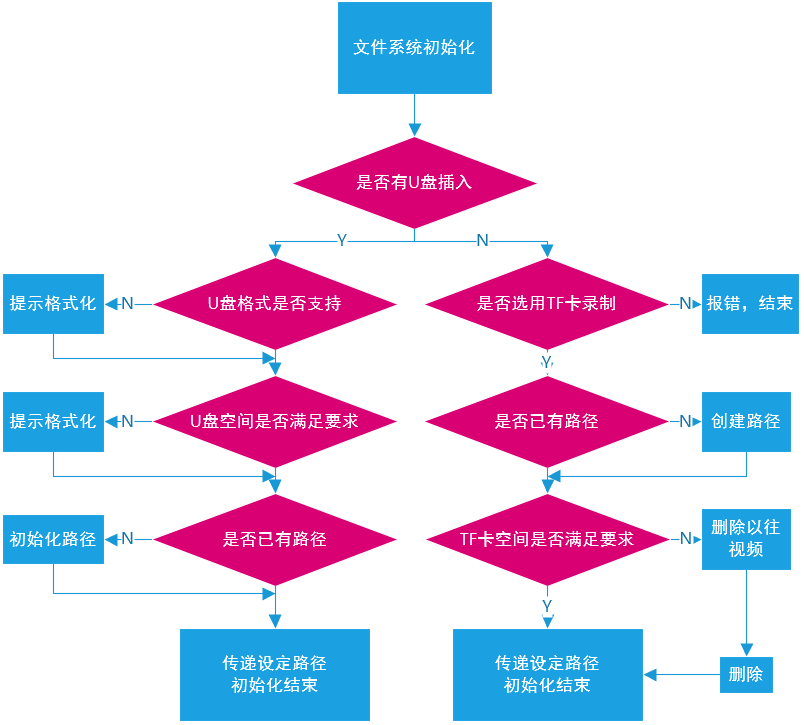 文件系统初始化
是否有U盘插入
Y
N
提示格式化
N
U盘格式是否支持
是否选用TF卡录制
N
报错，结束
Y
提示格式化
N
U盘空间是否满足要求
是否已有路径
N
创建路径
初始化路径
N
是否已有路径
TF卡空间是否满足要求
N
删除以往
视频
Y
传递设定路径
初始化结束
传递设定路径
初始化结束
删除